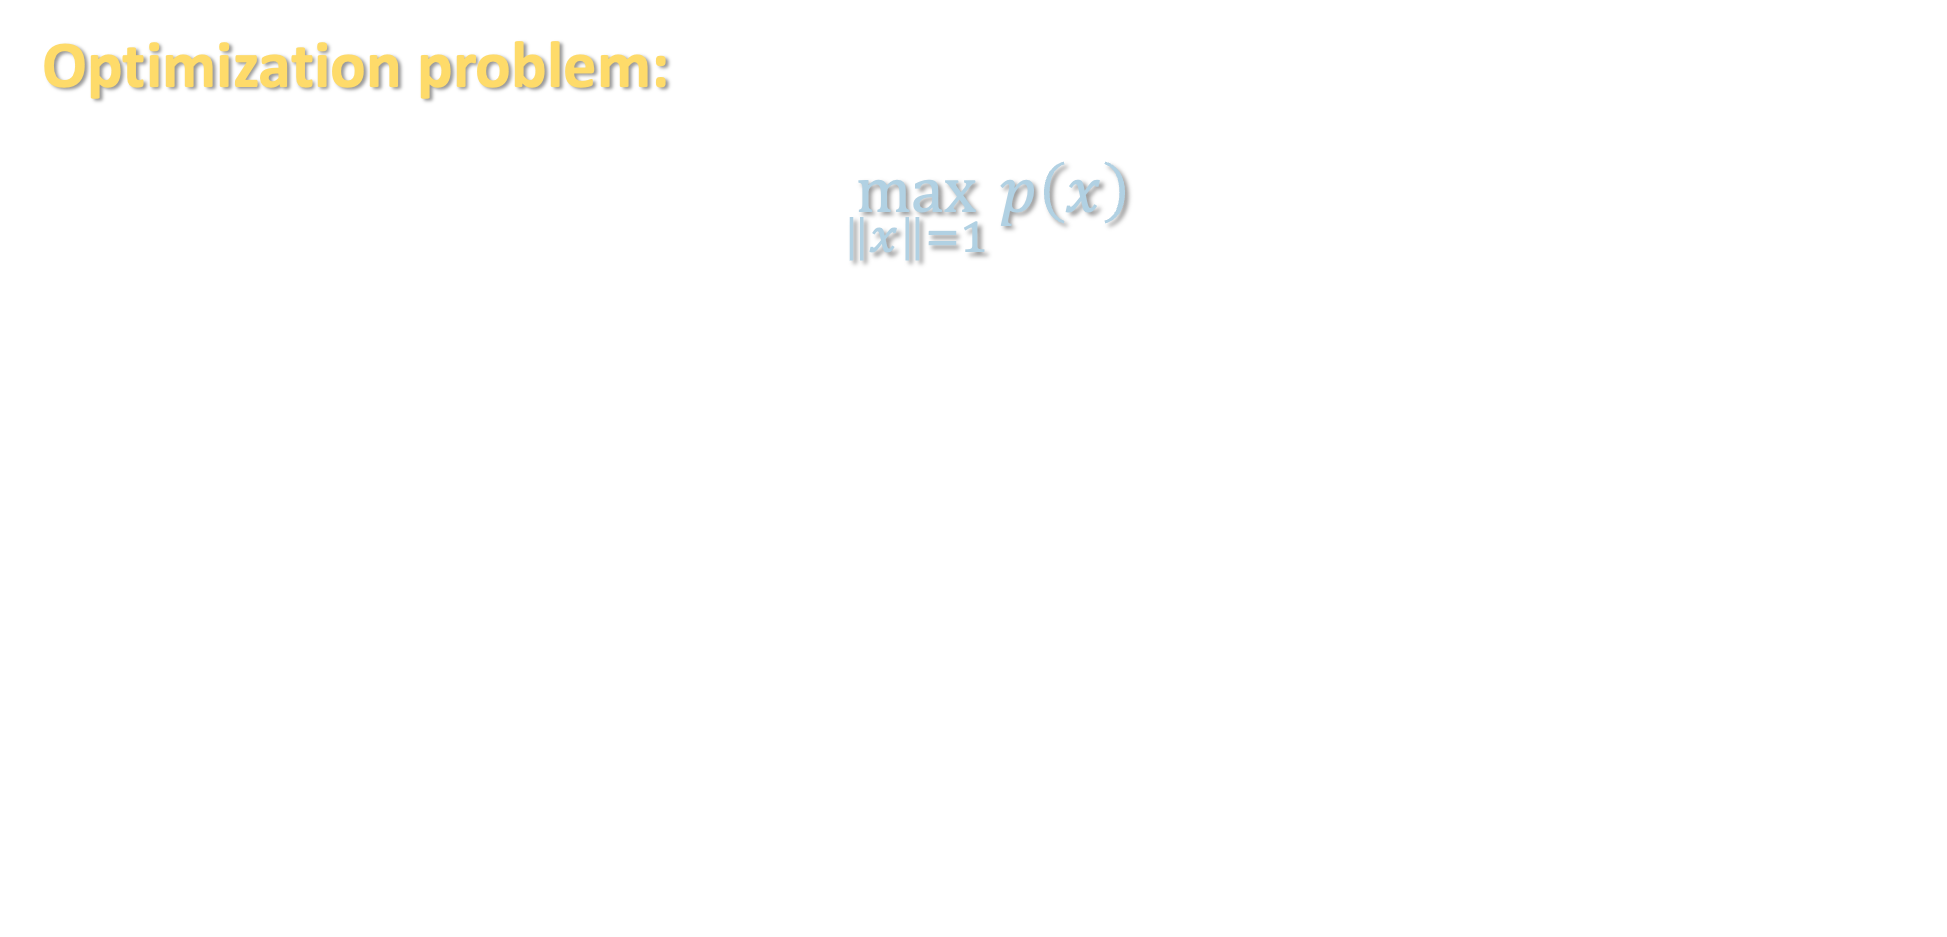 Optimization problem:
max p(x)
‖x‖=1